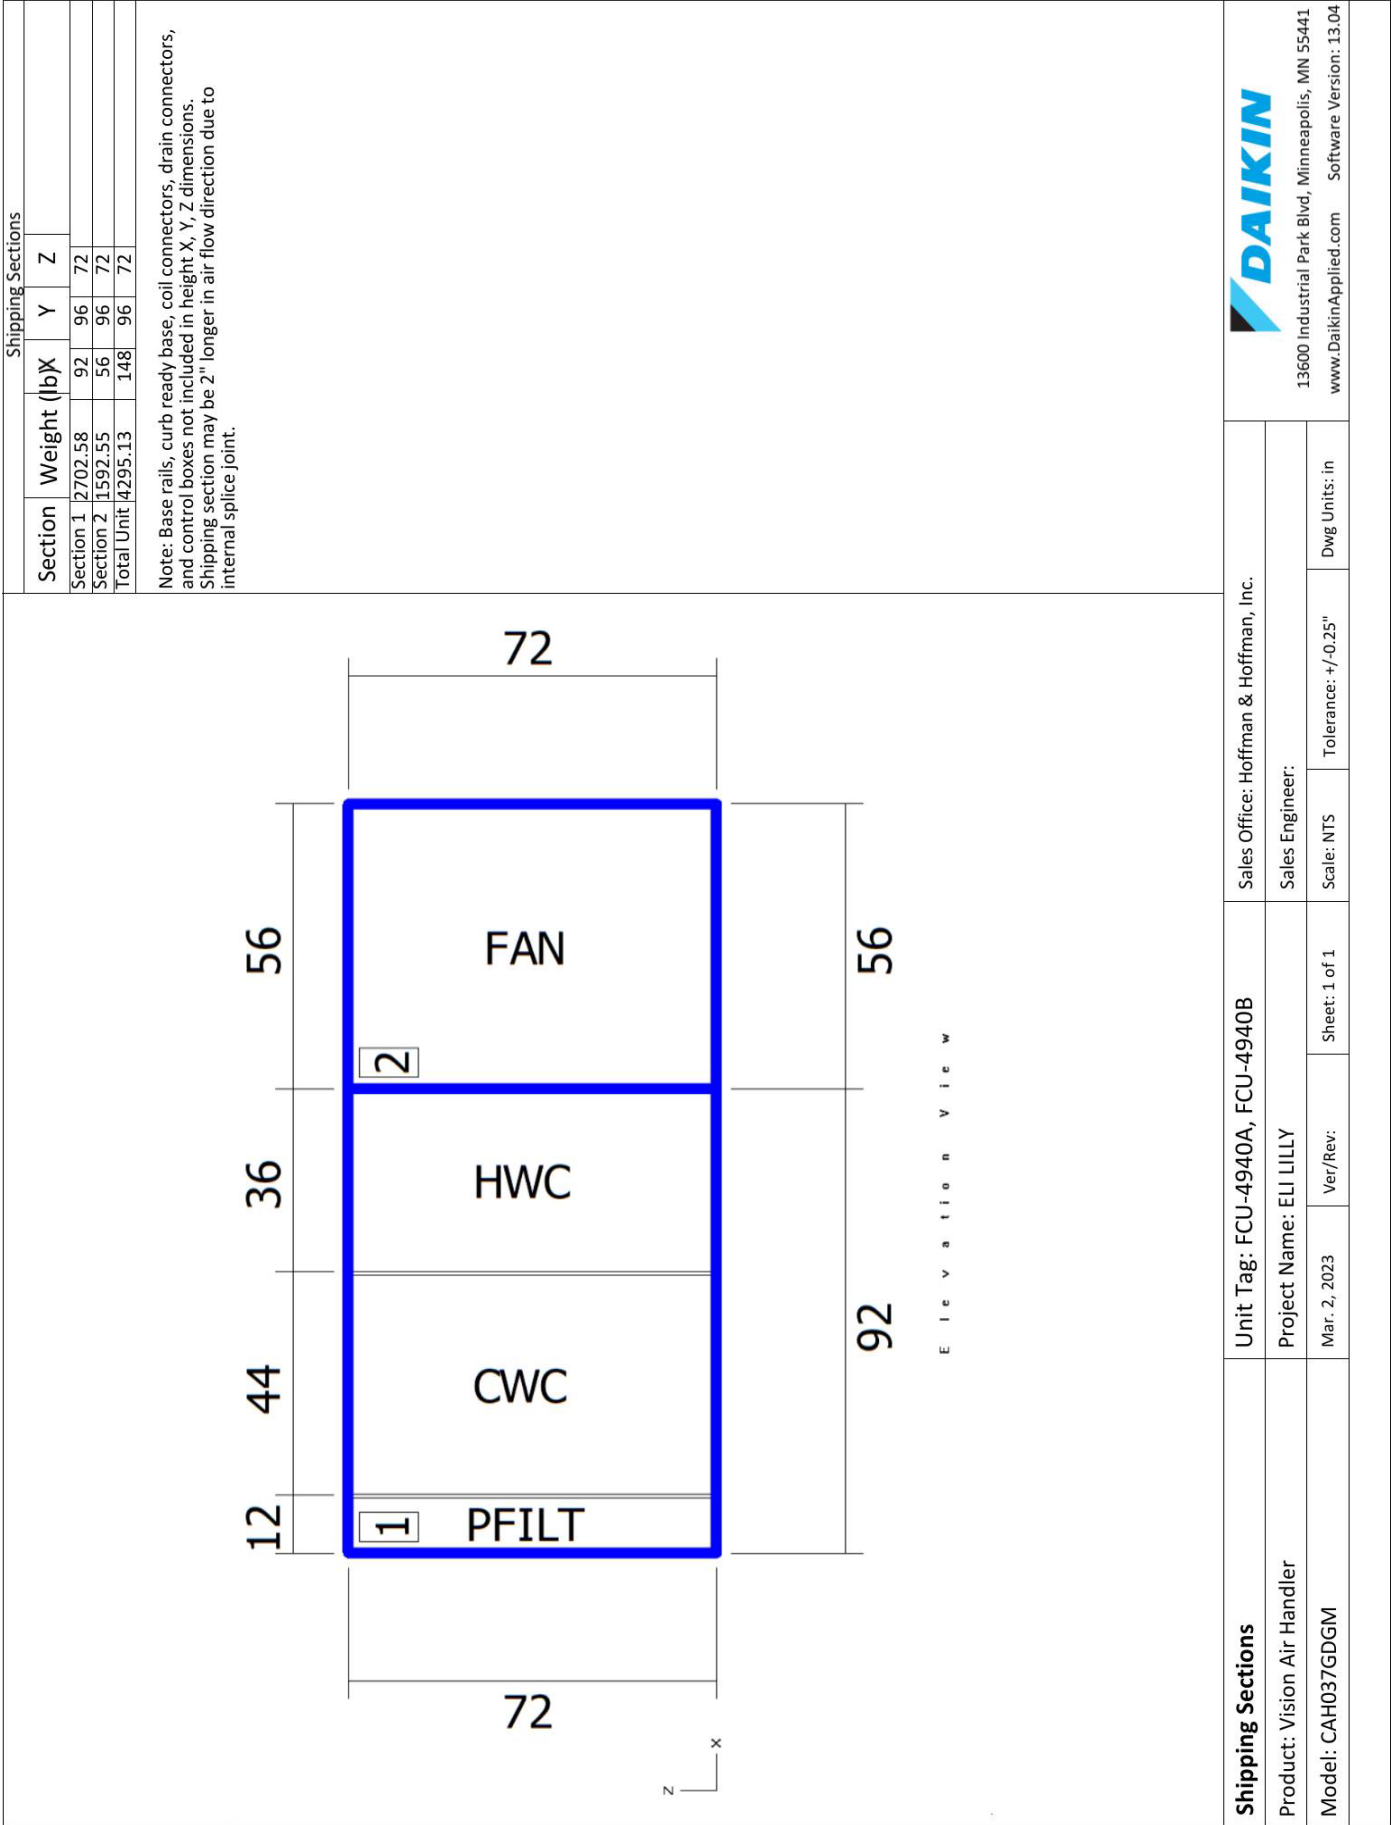 Shipping Sections
Section Weight (lb) X Y Z
Section 1 2702.58 92 96 72
Section 2 1592.55 56 96 72
Total Unit 4295.13 148 96 72
Note: Base rails, curb ready base, coil connectors, drain connectors,
and control boxes not included in height X, Y, Z dimensions.
Shipping section may be 2" longer in air flow direction due to
internal splice joint.
12 44 36 56
72
1
PFILT
CWC
HWC
2
FAN
72
92 56
Z
X
Elevation View
Shipping Sections
Product: Vision Air Handler
Model: CAH037GDGM
Unit Tag: FCU-4940A, FCU-4940B
Project Name: ELI LILLY
Mar. 2, 2023
Ver/Rev:
Sheet: 1 of 1
Sales Office: Hoffman & Hoffman, Inc.
Sales Engineer:
Scale: NTS
Tolerance: +/-0.25"
Dwg Units: in
DAIKIN
13600 Industrial Park Blvd, Minneapolis, MN 55441
www.DaikinApplied.com Software Version: 13.04